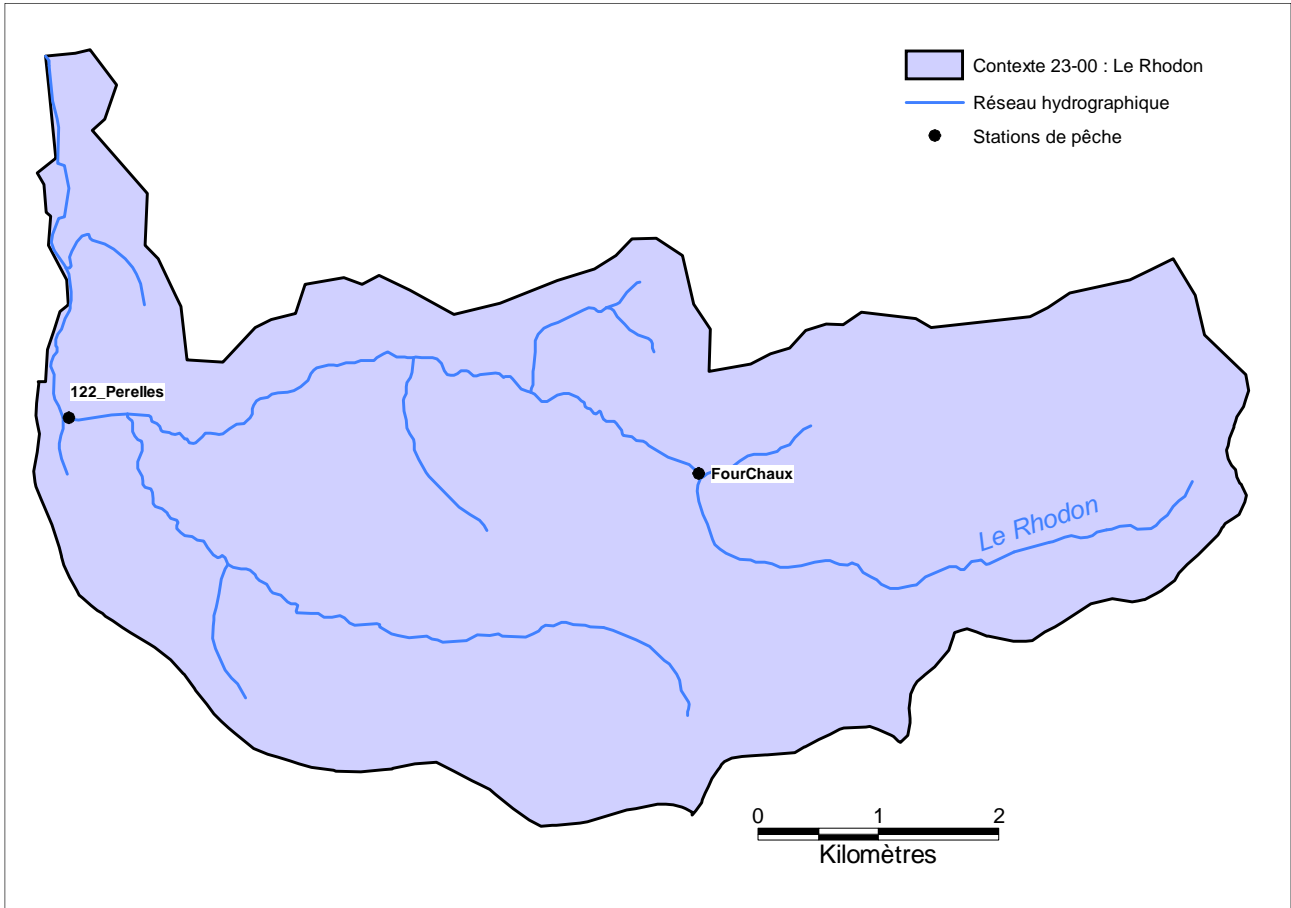 Contexte 23-00 : Le Rhodon
Réseau hydrographique
Stations de pêche
122_Perelles
FourChaux
Le Rhodon
0 1 2
Kilomètres